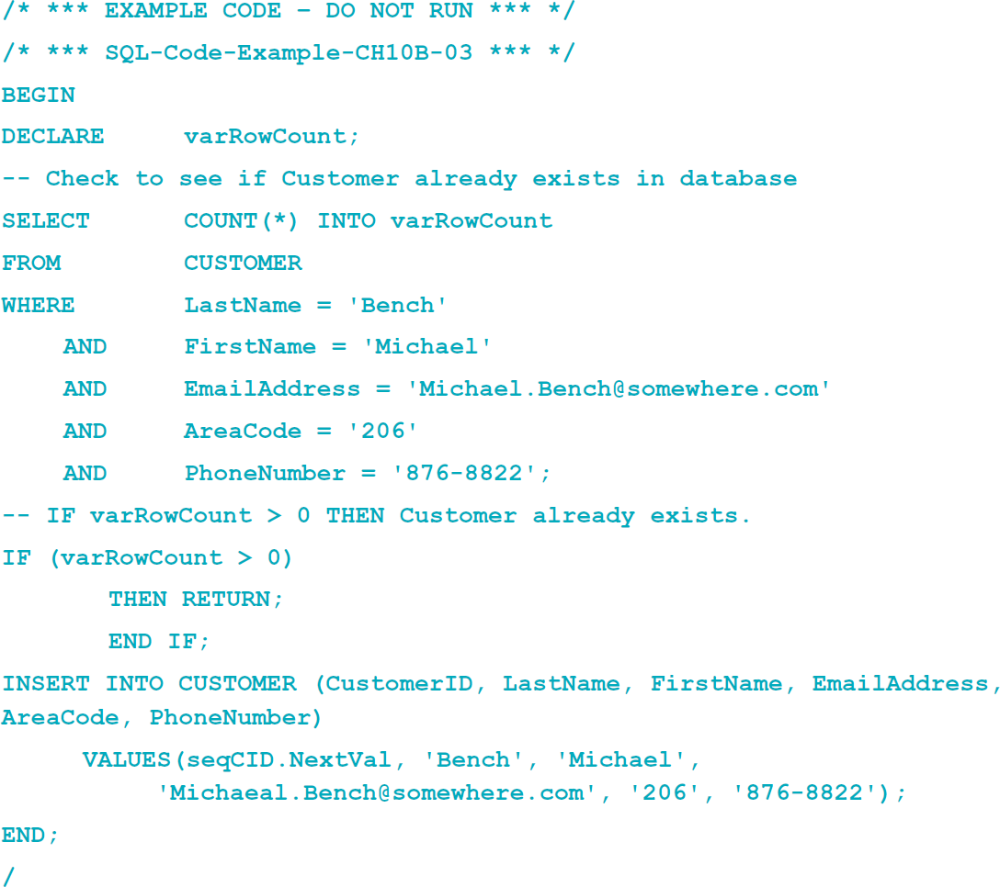 /* *** EXAMPLE CODE – DO NOT RUN *** */
/* *** SQL-Code-Example-CH10B-03 *** */
BEGIN
DECLARE varRowCount;
-- Check to see if Customer already exists in database
SELECT COUNT(*) INTO varRowCount
FROM CUSTOMER
WHERE LastName = 'Bench'
AND FirstName = 'Michael'
AND EmailAddress = 'Michael.Bench@somewhere.com'
AND AreaCode = '206'
AND PhoneNumber = '876-8822';
-- IF varRowCount > 0 THEN Customer already exists.
IF (varRowCount > 0)
THEN RETURN;
END IF;
INSERT INTO CUSTOMER (CustomerID, LastName, FirstName, EmailAddress,
AreaCode, PhoneNumber)
VALUES(seqCID.NextVal, 'Bench', 'Michael',
'Michaeal.Bench@somewhere.com', '206', '876-8822');
END;
/